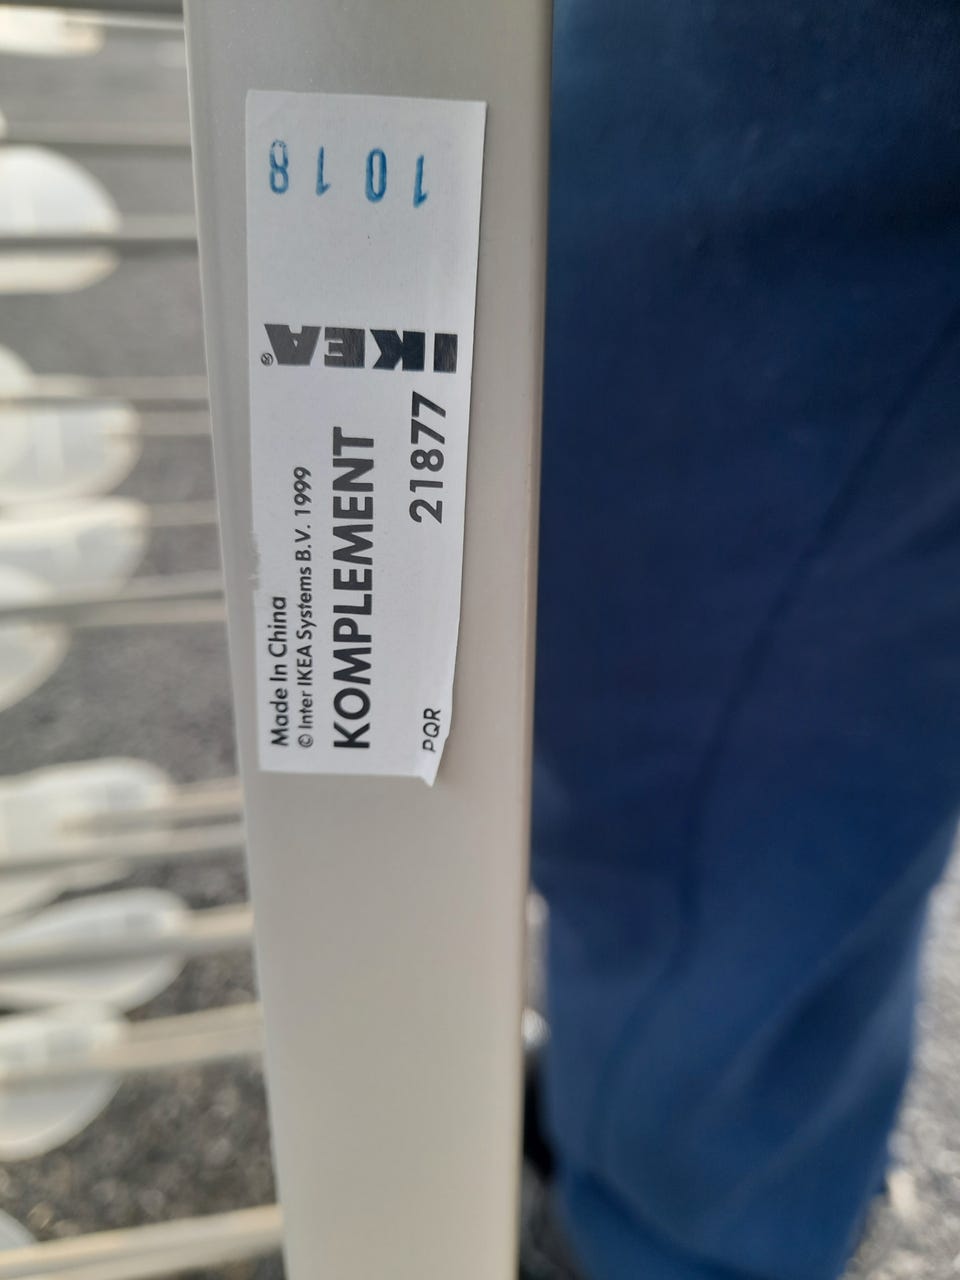 Made In China
© Inter IKEA Systems B.V. 1999
KOMPLEMENT
PQR 21877
IKEA®
1018